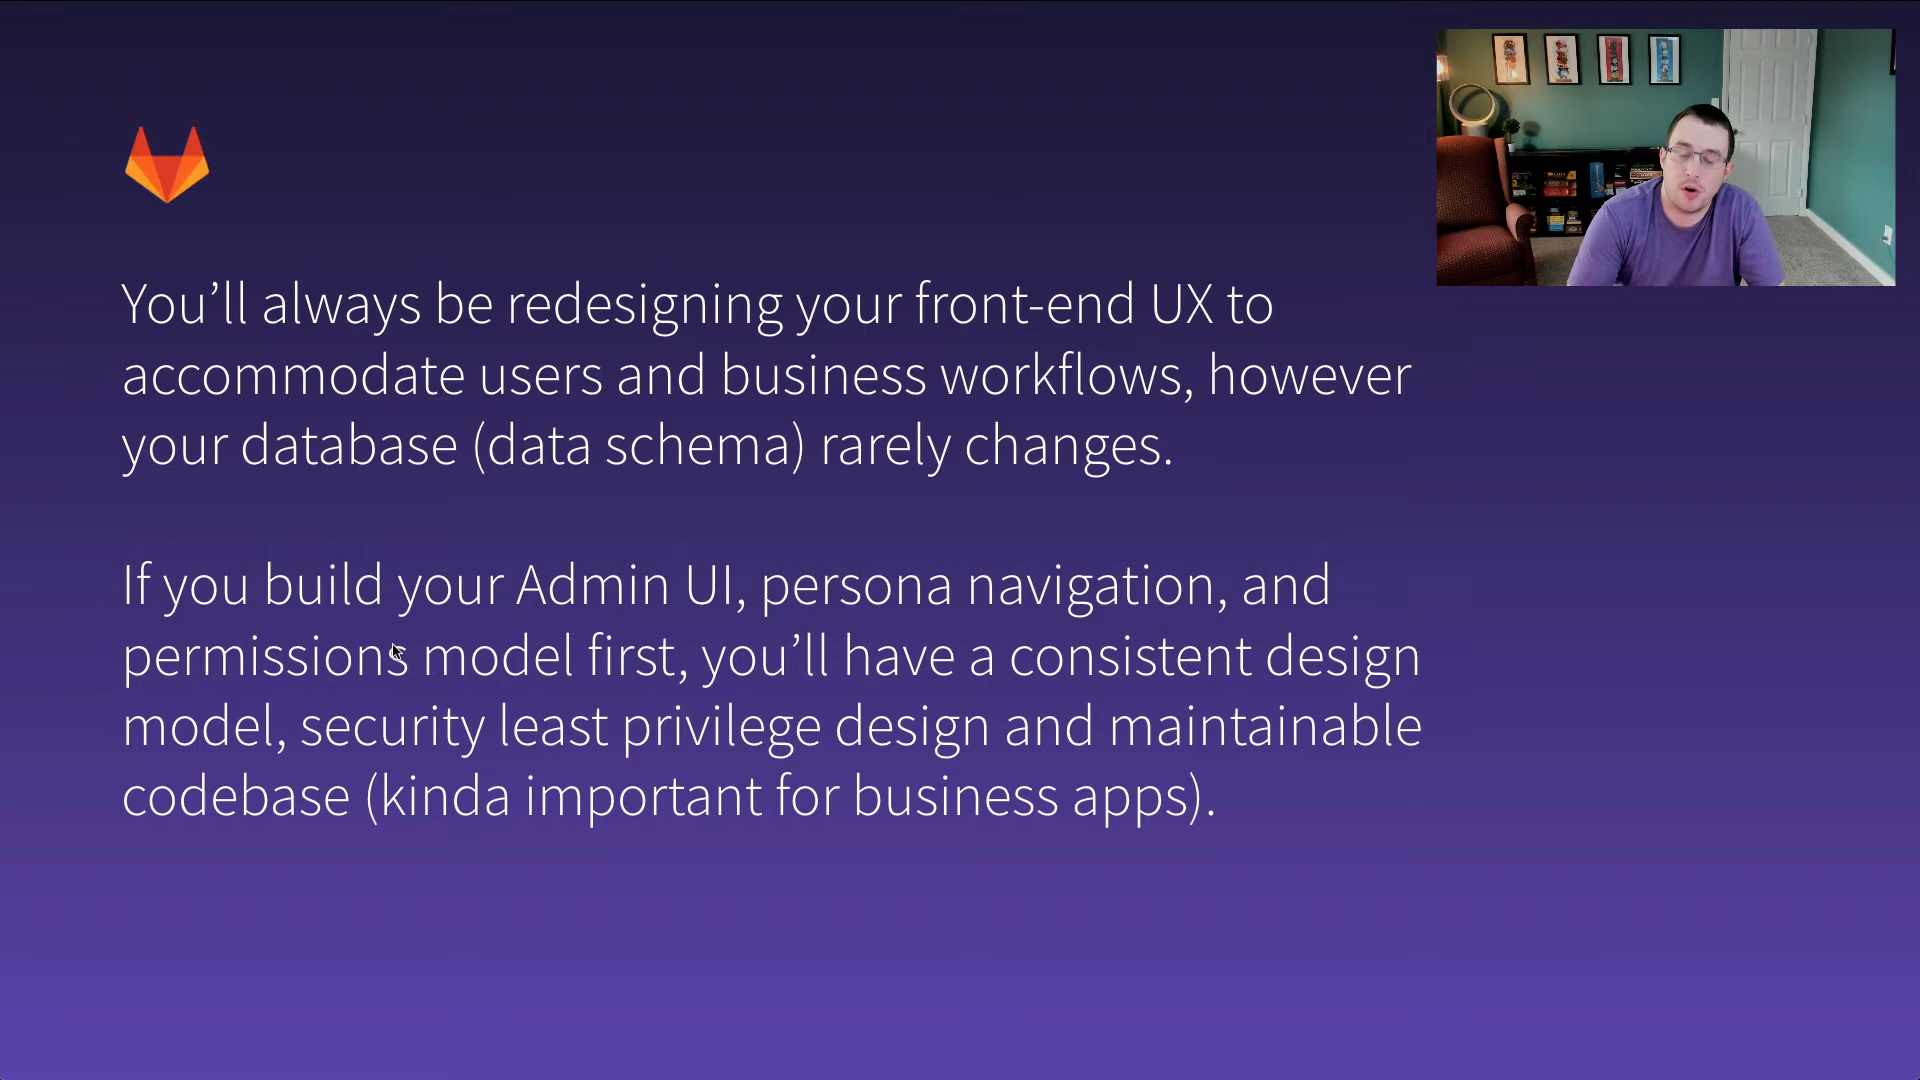 You’ll always be redesigning your front-end UX to
accommodate users and business workflows, however
your database (data schema) rarely changes.
If you build your Admin UI, persona navigation, and
permissions model first, you’ll have a consistent design
model, security least privilege design and maintainable
codebase (kinda important for business apps).